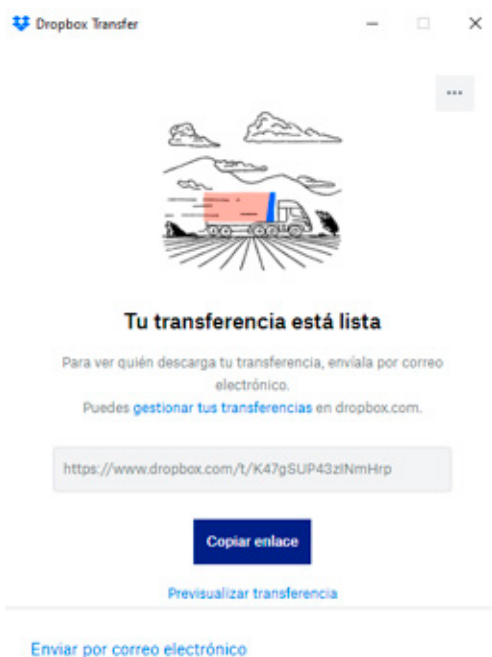 Dropbox Transfer
Tu transferencia está lista
Para ver quién descarga tu transferencia, envíala por correo
electrónico.
Puedes gestionar tus transferencias en dropbox.com.
https://www.dropbox.com/t/K47gSUP43zlNmHrp
Copiar enlace
Previsualizar transferencia
Enviar por correo electrónico